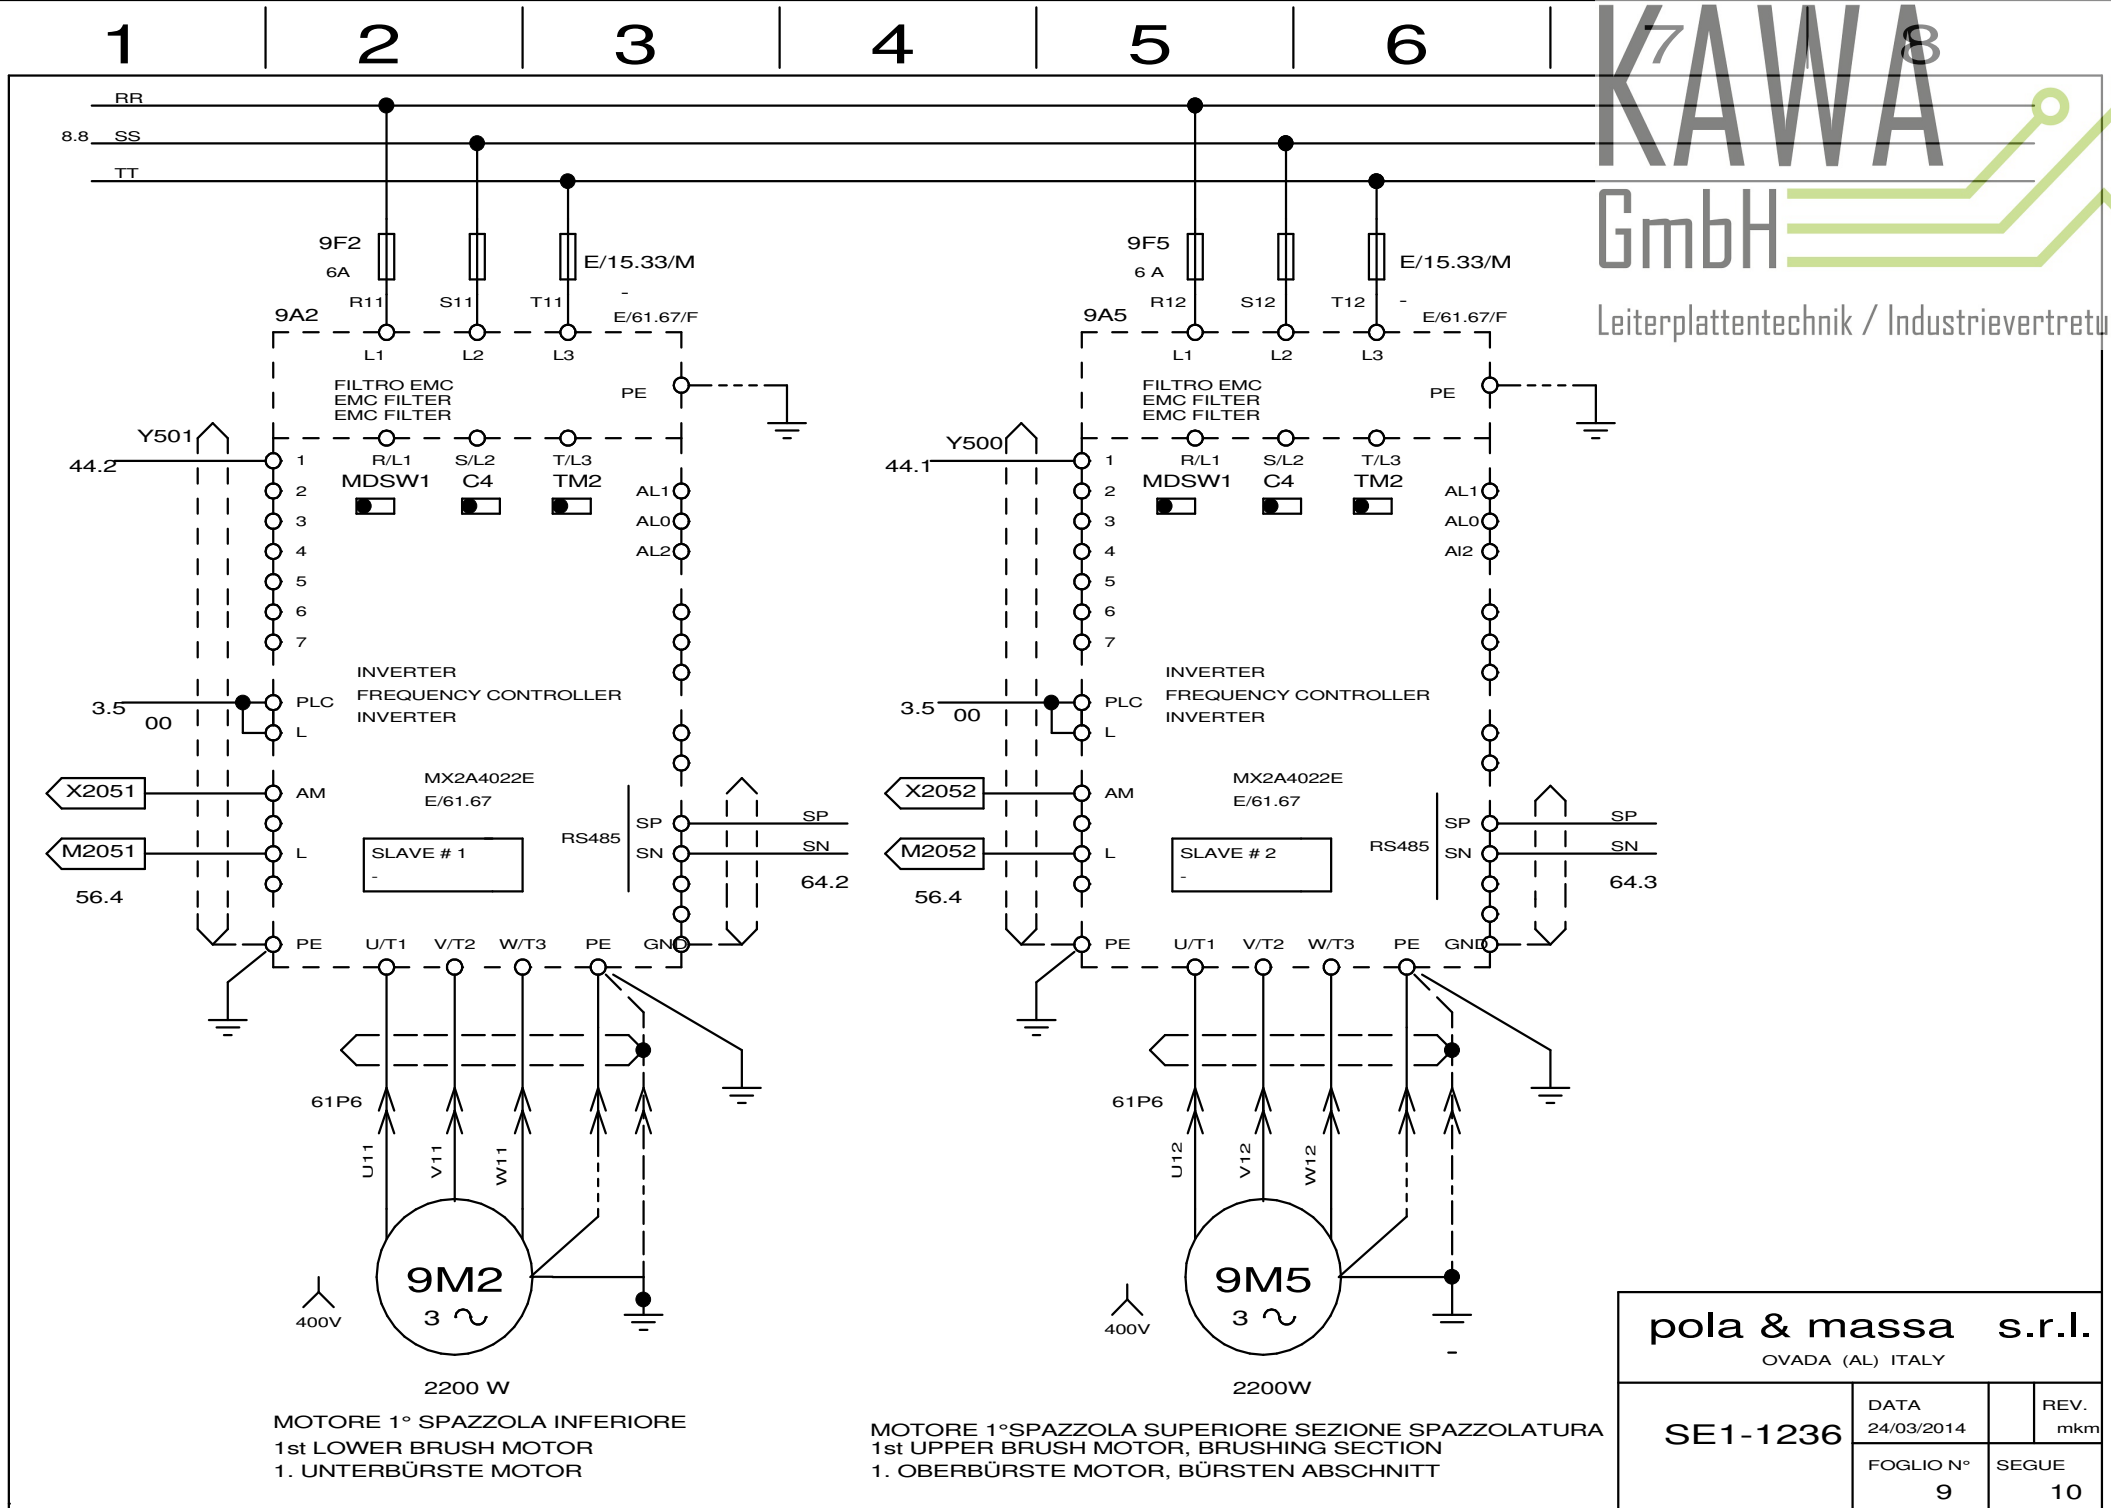 1 2 3 4 5 6 7 8
KAWA
GmbH
Leiterplattentechnik / Industrievertretu
RR
8.8 SS
TT
9F2
6A
E/15.33/M
-
R11 S11 T11
9A2
E/61.67/F
L1 L2 L3
FILTRO EMC
EMC FILTER
EMC FILTER
PE
Y501
44.2
1
R/L1 S/L2 T/L3
MDSW1 C4 TM2
2
3
4
5
6
7
AL1
AL0
AL2
INVERTER
FREQUENCY CONTROLLER
INVERTER
3.5
00
PLC
L
X2051
AM
MX2A4022E
E/61.67
M2051
L
56.4
SLAVE # 1
-
RS485
SP SP
SN SN
64.2
PE U/T1 V/T2 W/T3 PE GND
61P6
U11 V11 W11
9M2
3
400V
2200 W
MOTORE 1° SPAZZOLA INFERIORE
1st LOWER BRUSH MOTOR
1. UNTERBÜRSTE MOTOR
9F5
6 A
E/15.33/M
-
R12 S12 T12
9A5
E/61.67/F
L1 L2 L3
FILTRO EMC
EMC FILTER
EMC FILTER
PE
Y500
44.1
1
R/L1 S/L2 T/L3
MDSW1 C4 TM2
2
3
4
5
6
7
AL1
AL0
AI2
INVERTER
FREQUENCY CONTROLLER
INVERTER
3.5
00
PLC
L
X2052
AM
MX2A4022E
E/61.67
M2052
L
56.4
SLAVE # 2
-
RS485
SP SP
SN SN
64.3
PE U/T1 V/T2 W/T3 PE GND
61P6
U12 V12 W12
9M5
3
400V
-
2200W
MOTORE 1°SPAZZOLA SUPERIORE SEZIONE SPAZZOLATURA
1st UPPER BRUSH MOTOR, BRUSHING SECTION
1. OBERBÜRSTE MOTOR, BÜRSTEN ABSCHNITT
pola & massa s.r.l.
OVADA (AL) ITALY
SE1-1236
DATA
24/03/2014
REV.
mkm
FOGLIO N°
9
SEGUE
10